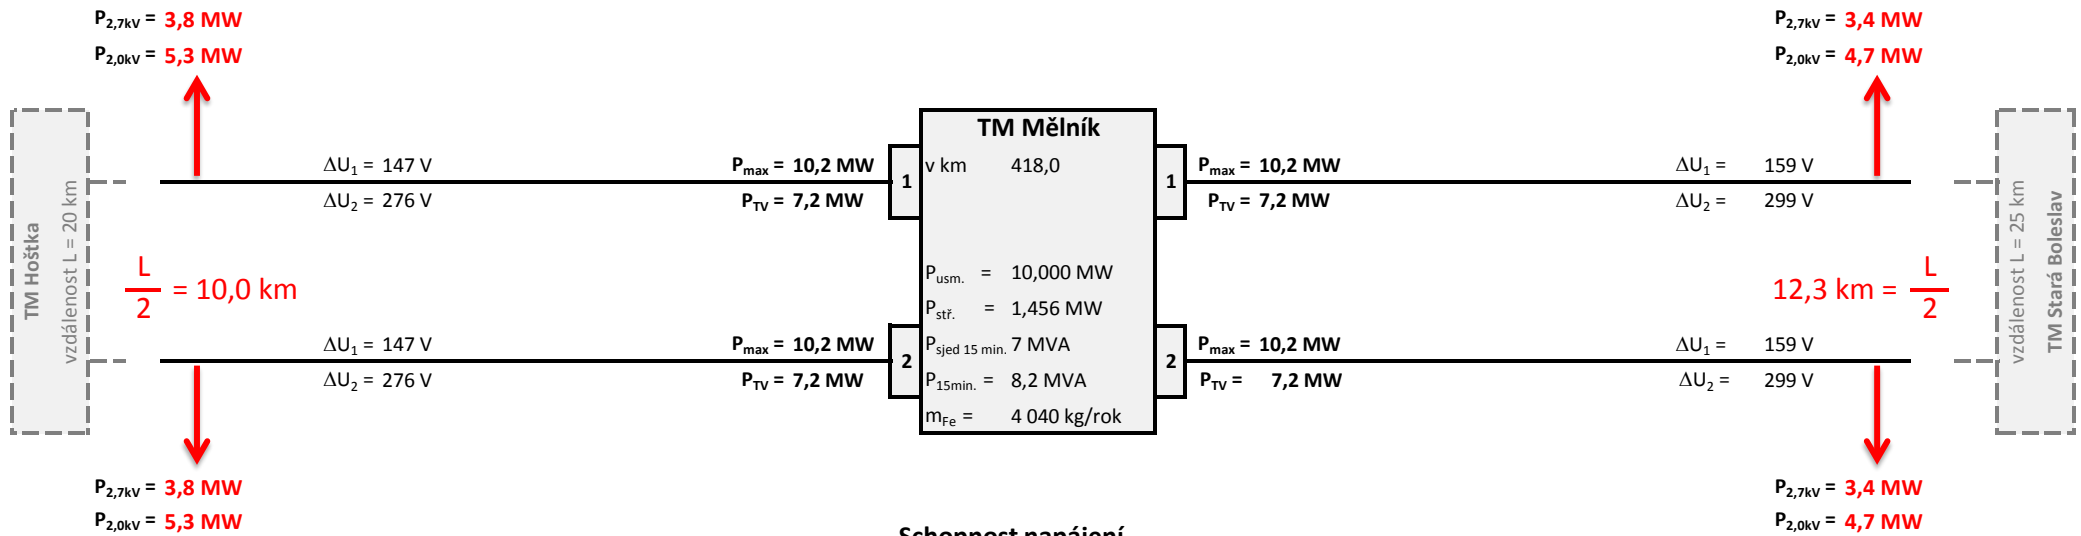 P2,7kV = 3,8 MW
P2,0kV = 5,3 MW
P2,7kV = 3,4 MW
P2,0kV = 4,7 MW
TM Hoštka
vzdálenost L = 20 km
ΔU1 = 147 V
ΔU2 = 276 V
Pmax = 10,2 MW
PTV = 7,2 MW
1
TM Mělník
v km 418,0
1
Pmax = 10,2 MW
PTV = 7,2 MW
ΔU1 = 159 V
ΔU2 = 299 V
vzdálenost L = 25 km
TM Stará Boleslav
L
2
= 10,0 km
Pusm. = 10,000 MW
Pstř. = 1,456 MW
Psjed 15 min. 7 MVA
P15min. = 8,2 MVA
mFe = 4 040 kg/rok
12,3 km =
L
2
ΔU1 = 147 V
ΔU2 = 276 V
Pmax = 10,2 MW
PTV = 7,2 MW
2
2
Pmax = 10,2 MW
PTV = 7,2 MW
ΔU1 = 159 V
ΔU2 = 299 V
P2,7kV = 3,8 MW
P2,0kV = 5,3 MW
P2,7kV = 3,4 MW
P2,0kV = 4,7 MW
Schopnost napájení